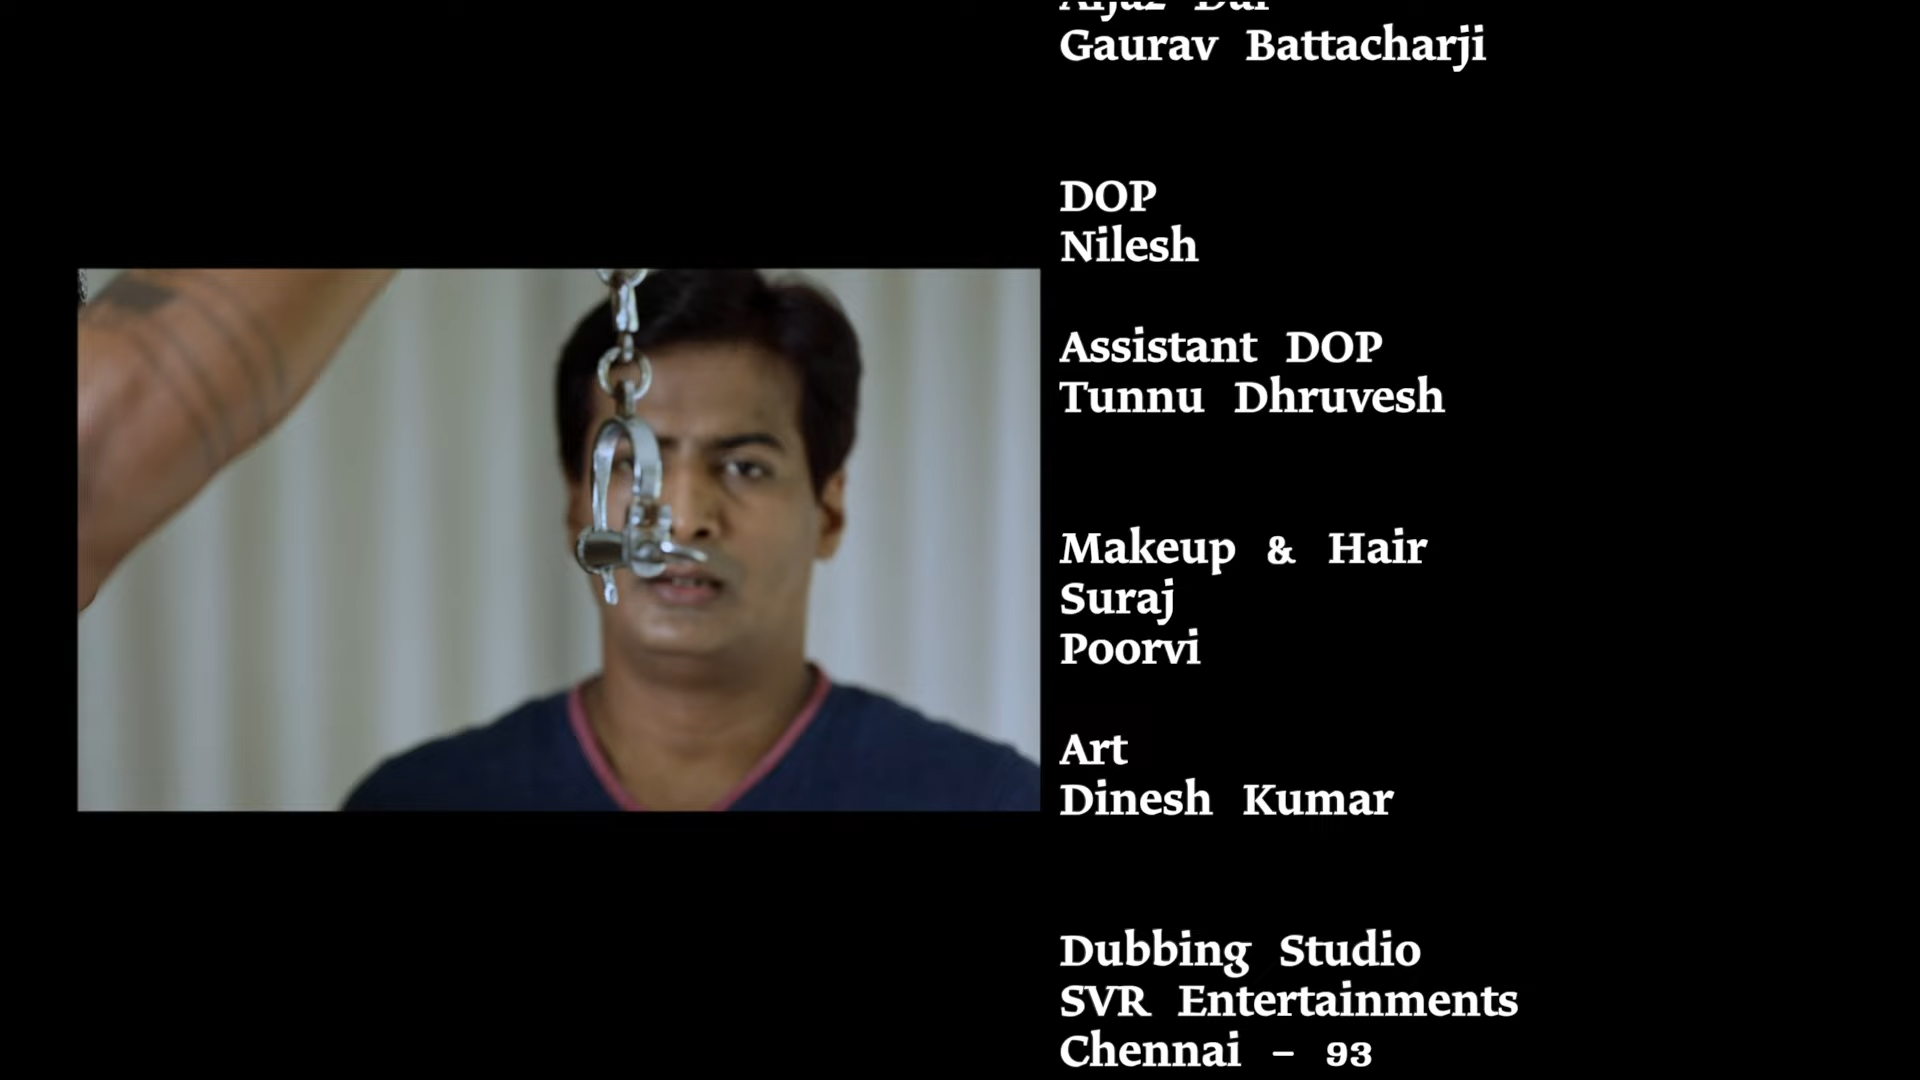 Gaurav Battacharji
DOP
Nilesh
Assistant DOP
Tunnu Dhruvesh
Makeup & Hair
Suraj
Poorvi
Art
Dinesh Kumar
Dubbing Studio
SVR Entertainments
Chennai – 93